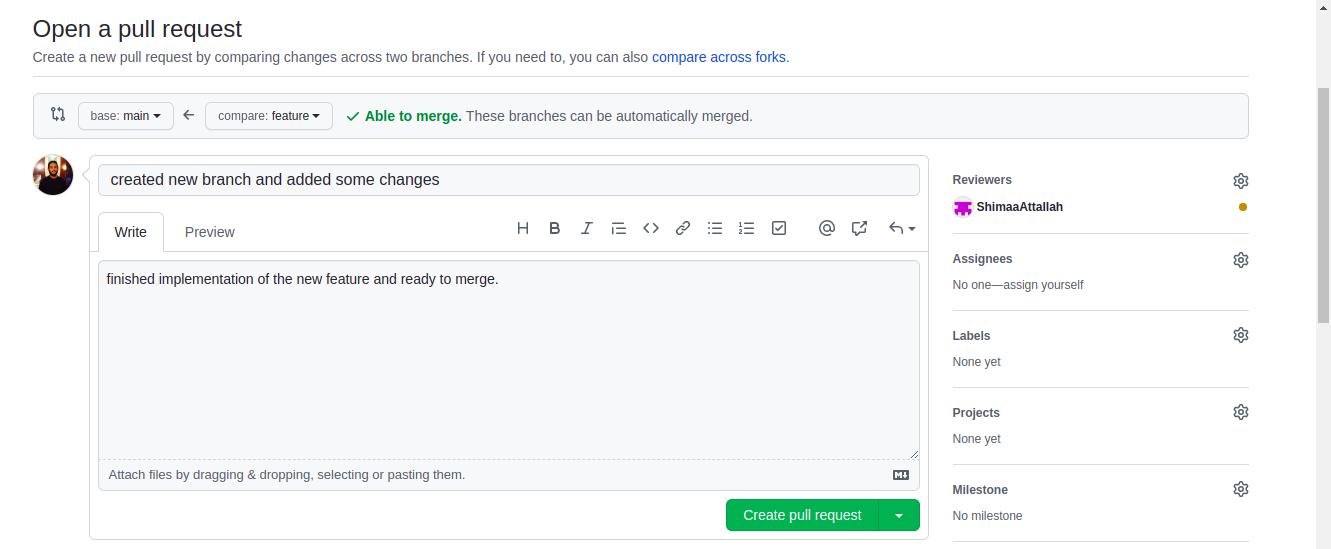 Open a pull request
Create a new pull request by comparing changes across two branches. If you need to, you can also compare across forks.
base: main
compare: feature
Able to merge. These branches can be automatically merged.
created new branch and added some changes
Write
Preview
finished implementation of the new feature and ready to merge.
Attach files by dragging & dropping, selecting or pasting them.
Create pull request
Reviewers
ShimaaAttallah
Assignees
No one—assign yourself
Labels
None yet
Projects
None yet
Milestone
No milestone